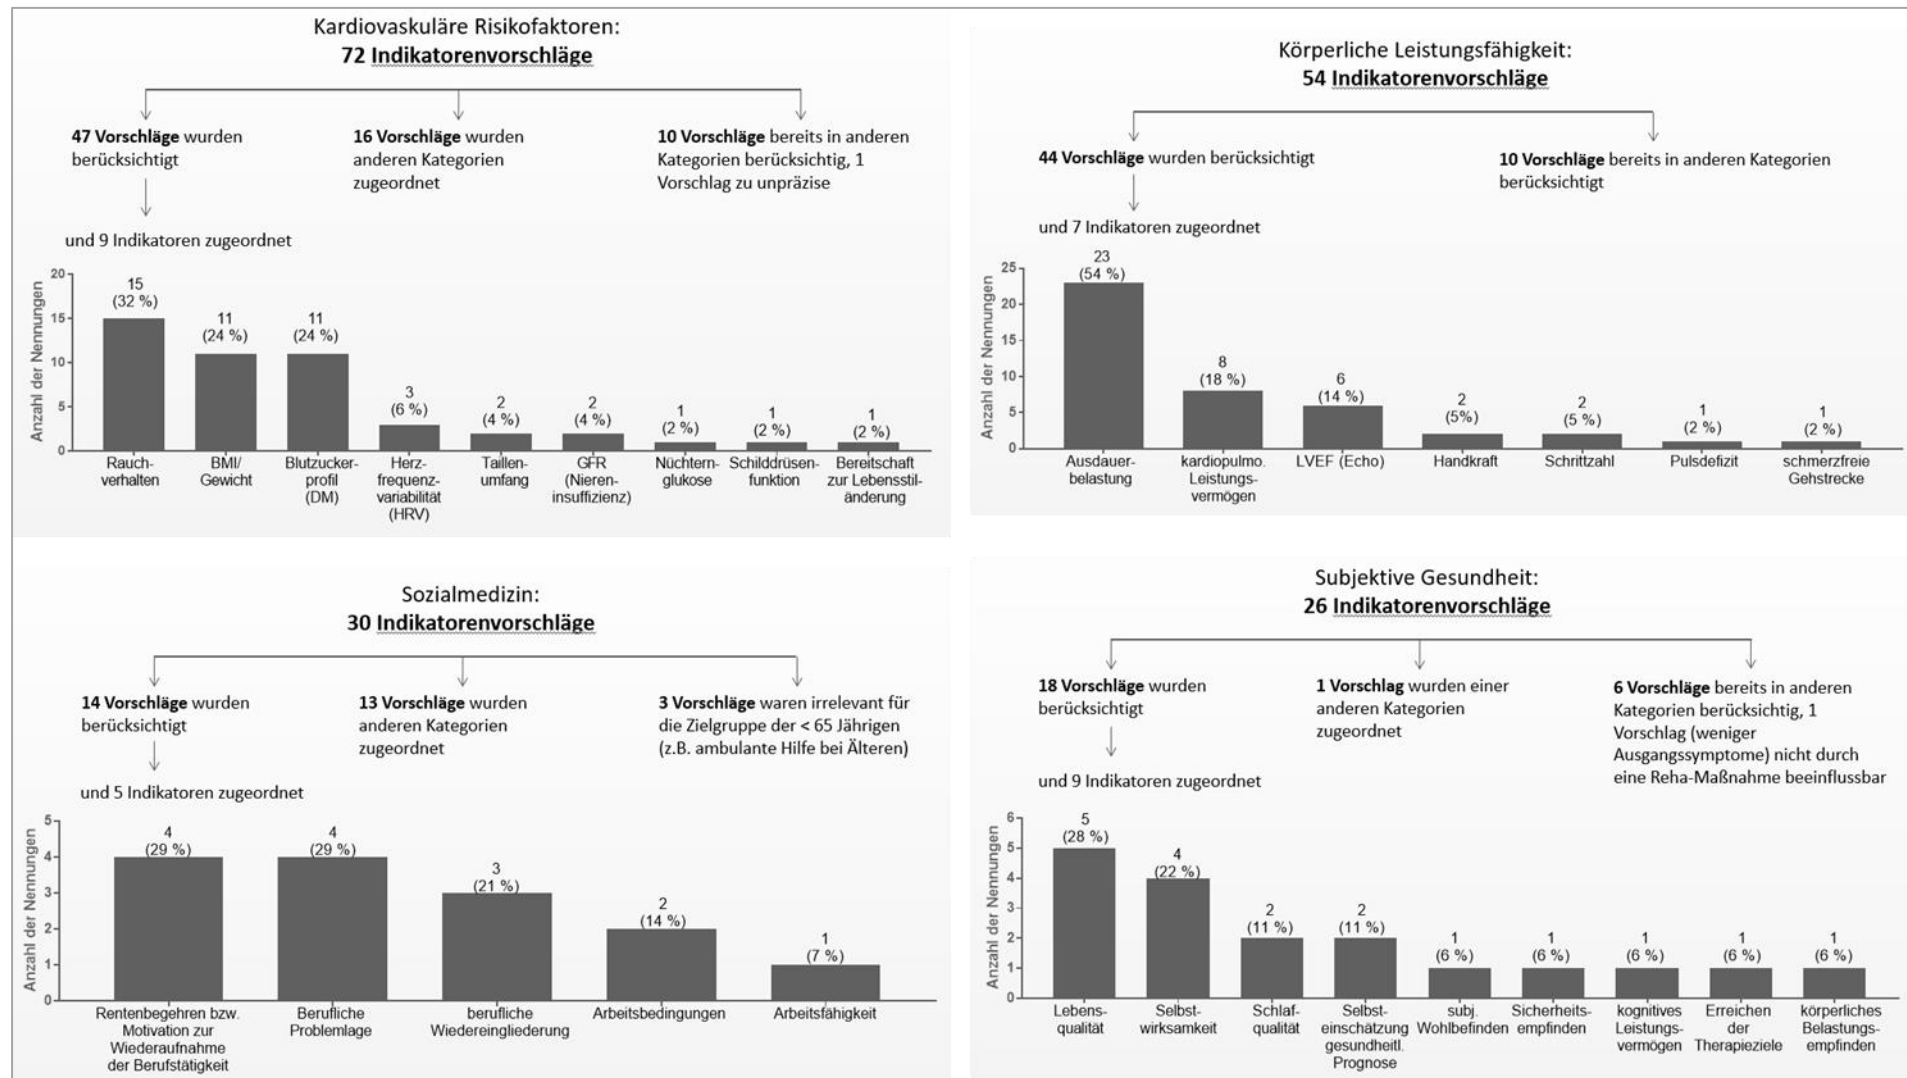 Kardiovaskuläre Risikofaktoren:
72 Indikatorenvorschläge
47 Vorschläge wurden
berücksichtigt
16 Vorschläge wurden
anderen Kategorien
zugeordnet
10 Vorschläge bereits in anderen
Kategorien berücksichtig, 1
Vorschlag zu unpräzise
und 9 Indikatoren zugeordnet
Anzahl der Nennungen
20
15
10
5
0
15
(32 %)
11
(24 %)
11
(24 %)
3
(6 %)
2
(4 %)
2
(4 %)
1
(2 %)
1
(2 %)
1
(2 %)
Rauch-
verhalten
BMI/
Gewicht
Blutzucker-
profil
(DM)
Herz-
frequenz-
variabilität
(HRV)
Taillen-
umfang
GFR
(Nieren-
insuffizienz)
Nüchtern-
glukose
Schilddrüsen-
funktion
Bereitschaft
zur Lebensstil-
änderung
Körperliche Leistungsfähigkeit:
54 Indikatorenvorschläge
44 Vorschläge wurden berücksichtigt
10 Vorschläge bereits in anderen Kategorien
berücksichtigt
und 7 Indikatoren zugeordnet
Anzahl der Nennungen
25
20
15
10
5
0
23
(54 %)
8
(18 %)
6
(14 %)
2
(5%)
2
(5 %)
1
(2 %)
1
(2 %)
Ausdauer-
belastung
kardiopulmo.
Leistungs-
vermögen
LVEF (Echo)
Handkraft
Schrittzahl
Pulsdefizit
schmerzfreie
Gehstrecke
Sozialmedizin:
30 Indikatorenvorschläge
14 Vorschläge wurden
berücksichtigt
13 Vorschläge wurden
anderen Kategorien
zugeordnet
3 Vorschläge waren irrelevant für
die Zielgruppe der < 65 Jährigen
(z.B. ambulante Hilfe bei Älteren)
und 5 Indikatoren zugeordnet
Anzahl der Nennungen
5
4
3
2
1
0
4
(29 %)
4
(29 %)
3
(21 %)
2
(14 %)
1
(7 %)
Rentenbegehren bzw.
Motivation zur
Wiederaufnahme
der Berufstätigkeit
Berufliche
Problemlage
berufliche
Wiedereingliederung
Arbeitsbedingungen
Arbeitsfähigkeit
Subjektive Gesundheit:
26 Indikatorenvorschläge
18 Vorschläge wurden
berücksichtigt
1 Vorschlag wurden einer
anderen Kategorien
zugeordnet
6 Vorschläge bereits in anderen
Kategorien berücksichtig, 1
Vorschlag (weniger
Ausgangssymptome) nicht durch
eine Reha-Maßnahme beeinflussbar
und 9 Indikatoren zugeordnet
Anzahl der Nennungen
6
5
4
3
2
1
0
5
(28 %)
4
(22 %)
2
(11 %)
2
(11 %)
1
(6 %)
1
(6 %)
1
(6 %)
1
(6 %)
1
(6 %)
Lebens-
qualität
Selbst-
wirksamkeit
Schlaf-
qualität
Selbst-
einschätzung
gesundheitl.
Prognose
subj.
Wohlbefinden
Sicherheits-
empfinden
kognitives
Leistungs-
vermögen
Erreichen
der
Therapieziele
körperliches
Belastungs-
empfinden